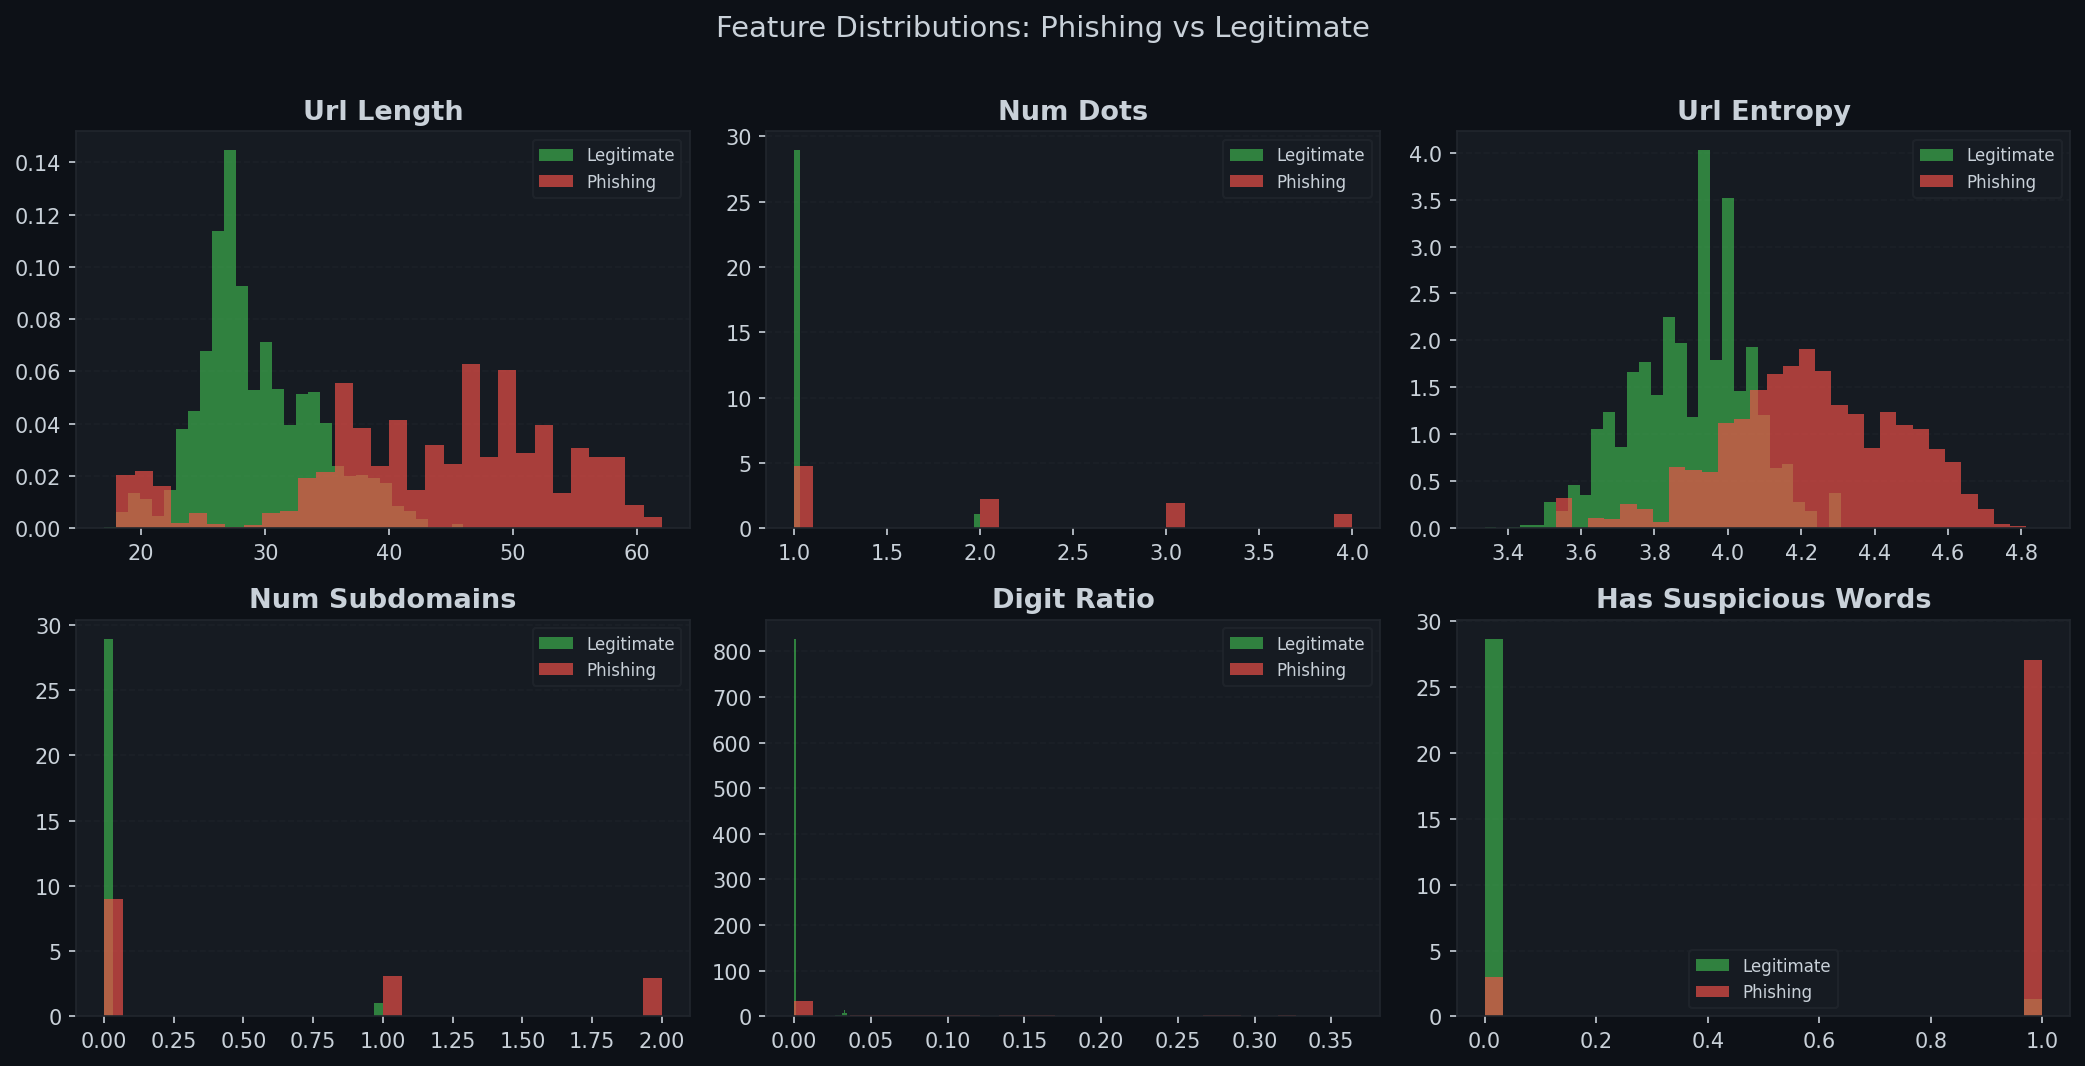 Feature Distributions: Phishing vs Legitimate
Url Length
0.14
0.12
0.10
0.08
0.06
0.04
0.02
0.00
20 30 40 50 60
Legitimate
Phishing
Num Dots
30
25
20
15
10
5
0
1.0 1.5 2.0 2.5 3.0 3.5 4.0
Legitimate
Phishing
Url Entropy
4.0
3.5
3.0
2.5
2.0
1.5
1.0
0.5
0.0
3.4 3.6 3.8 4.0 4.2 4.4 4.6 4.8
Legitimate
Phishing
Num Subdomains
30
25
20
15
10
5
0
0.00 0.25 0.50 0.75 1.00 1.25 1.50 1.75 2.00
Legitimate
Phishing
Digit Ratio
800
700
600
500
400
300
200
100
0
0.00 0.05 0.10 0.15 0.20 0.25 0.30 0.35
Legitimate
Phishing
Has Suspicious Words
30
25
20
15
10
5
0
0.0 0.2 0.4 0.6 0.8 1.0
Legitimate
Phishing